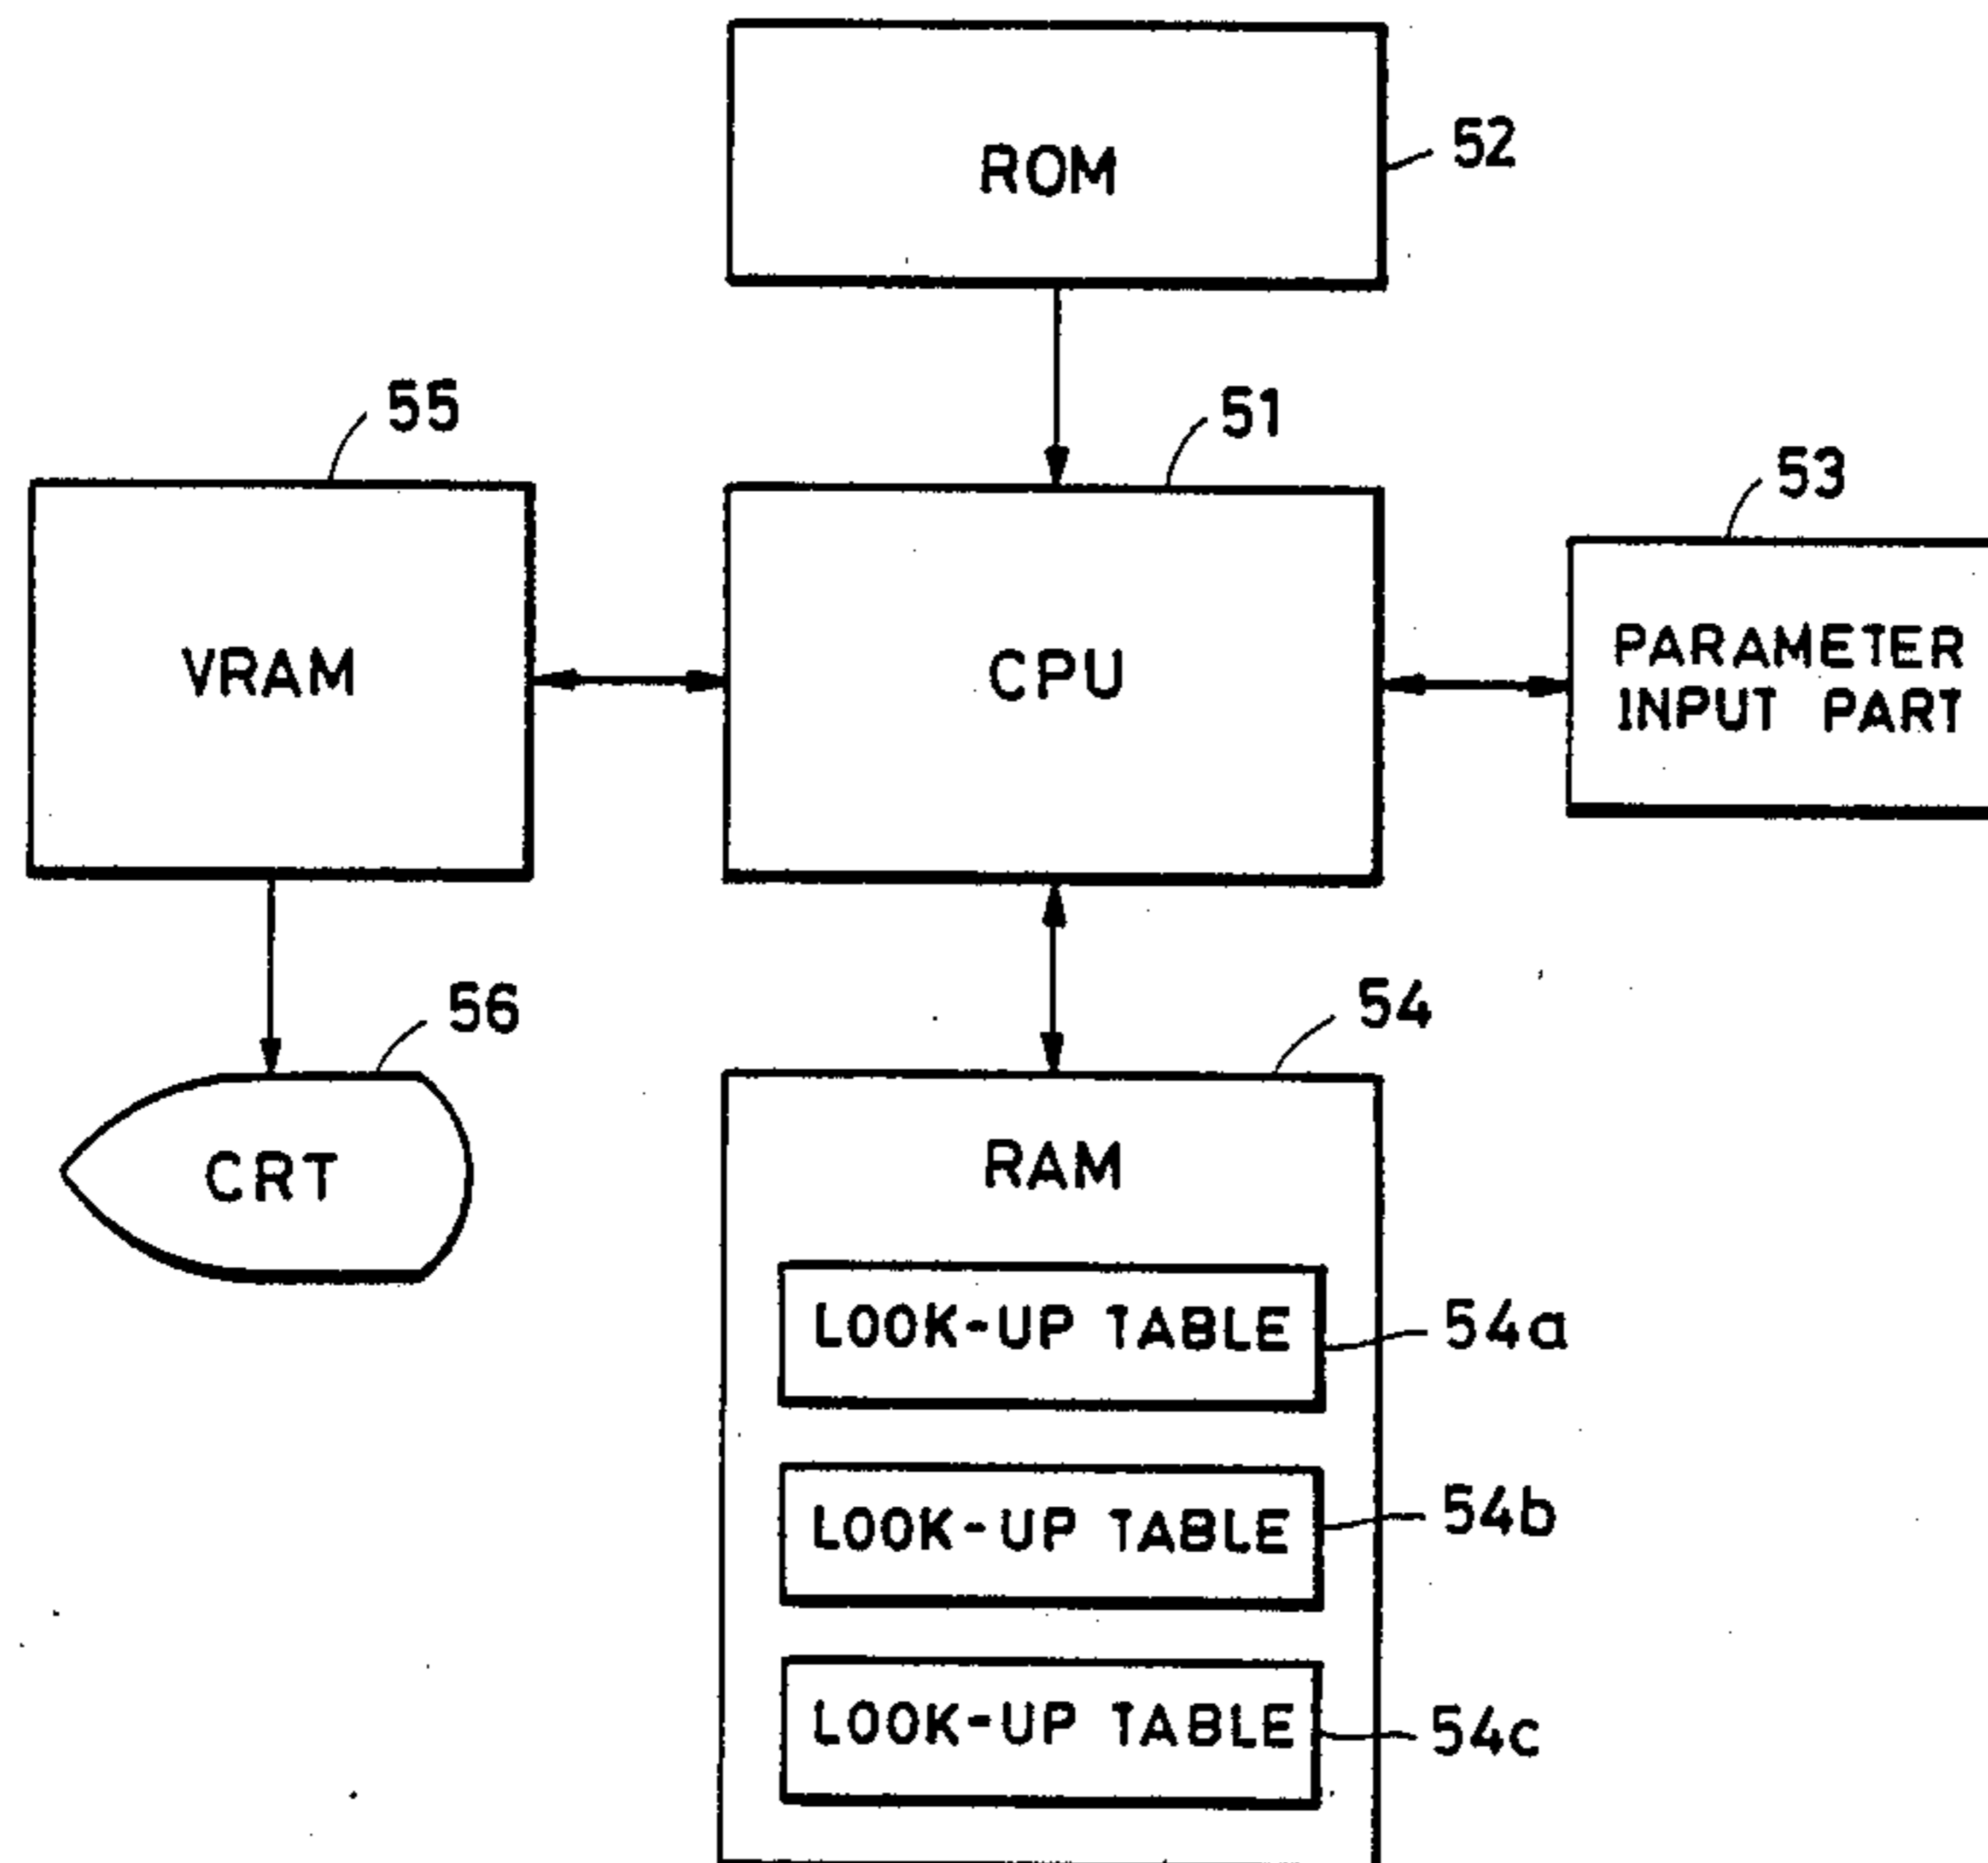 ROM
52
55
51
53
VRAM
CPU
PARAMETER
INPUT PART
56
54
CRT
RAM
LOOK-UP TABLE
54a
LOOK-UP TABLE
54b
LOOK-UP TABLE
54c